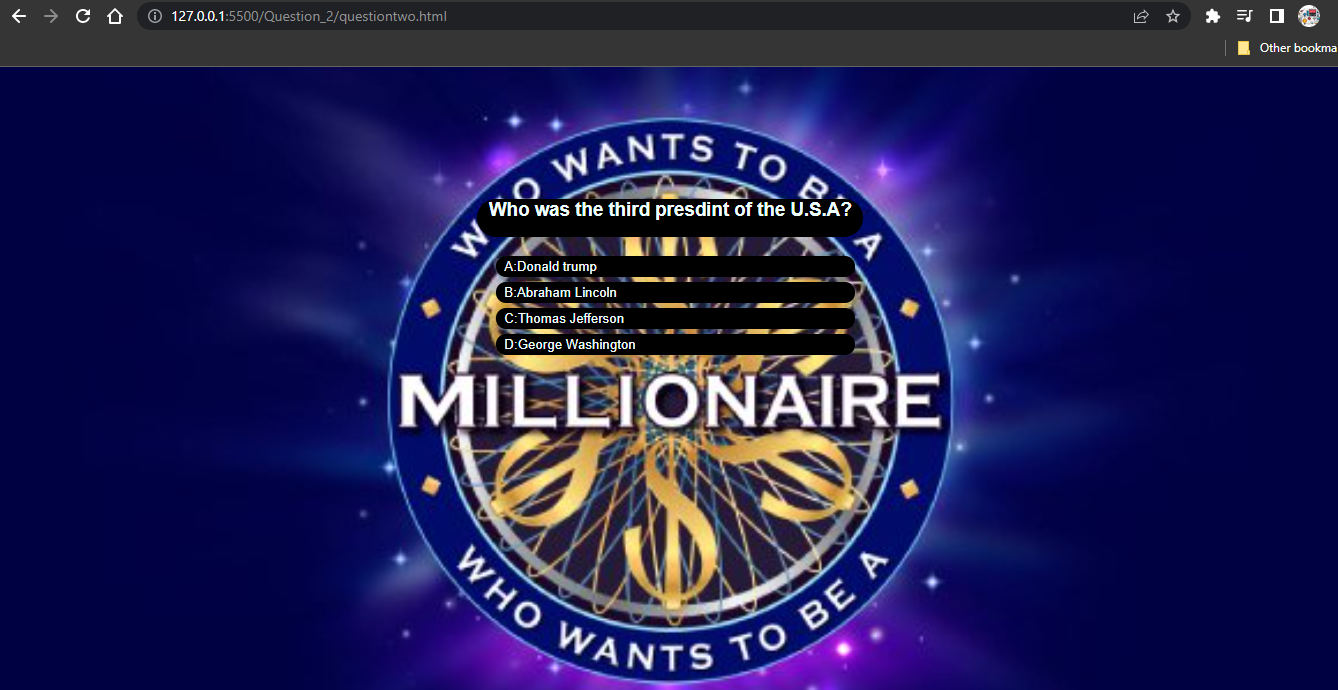 127.0.0.1:5500/Question_2/questiontwo.html
Other bookma
WHO WANTS TO BE A
Who was the third presdint of the U.S.A?
A:Donald trump
B:Abraham Lincoln
C:Thomas Jefferson
D:George Washington
MILLIONAIRE
WHO WANTS TO BE A